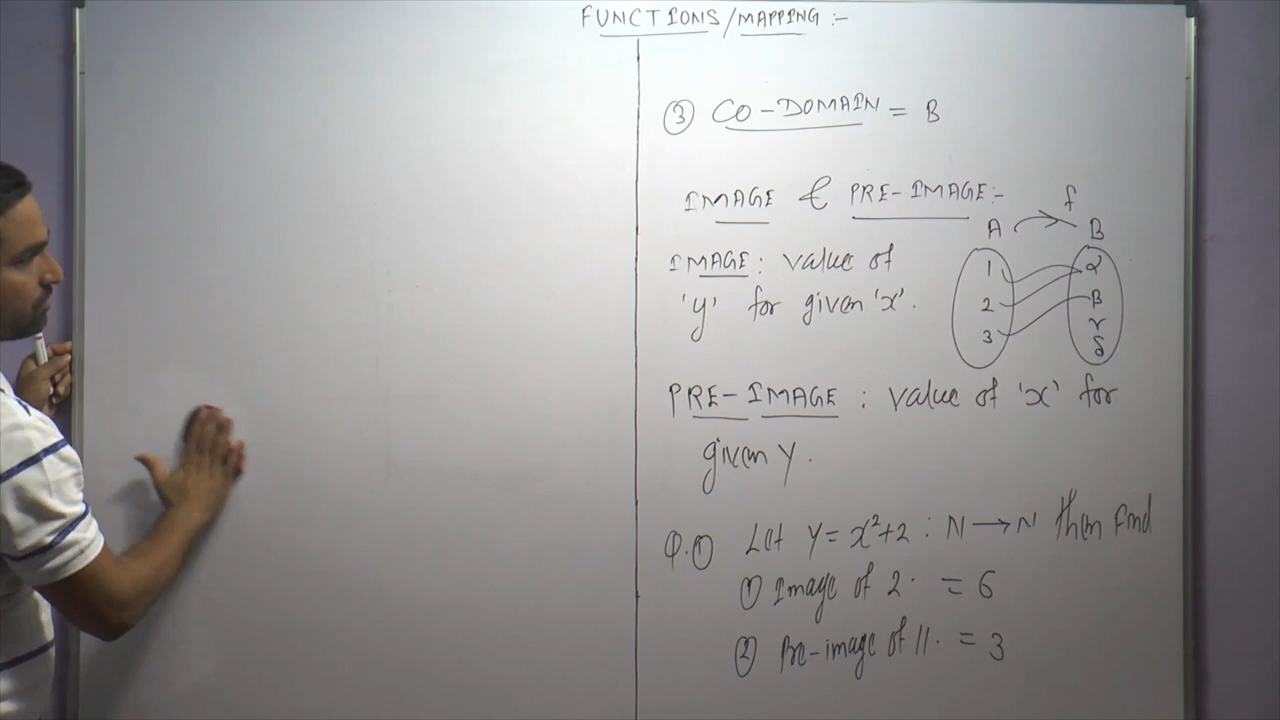 FUNCTIONS/MAPPING :-
③ CO-DOMAIN = B
IMAGE & PRE-IMAGE:-
f
A B
IMAGE: value of
'y' for given 'x'.
1 α
2 β
3 γ
δ
PRE-IMAGE : value of 'x' for
given y.
Q.① Let y = x²+2 : N → N then find
① Image of 2. = 6
② Pre-image of 11. = 3